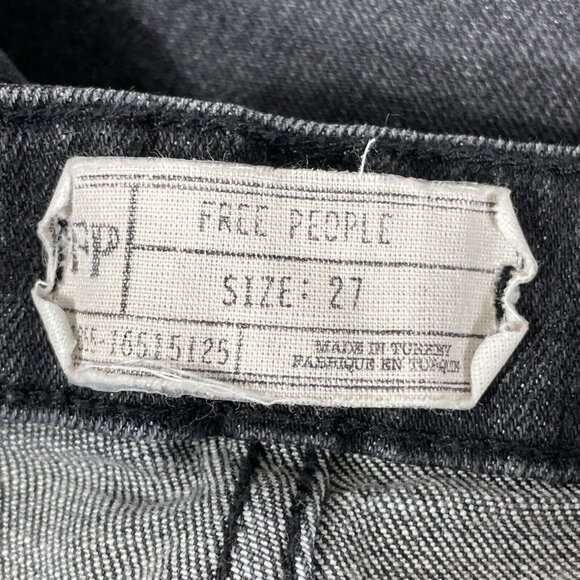 FP
FREE PEOPLE
SIZE: 27
-16515125
MADE IN TURKEY
FABRIQUE EN TURQUIE